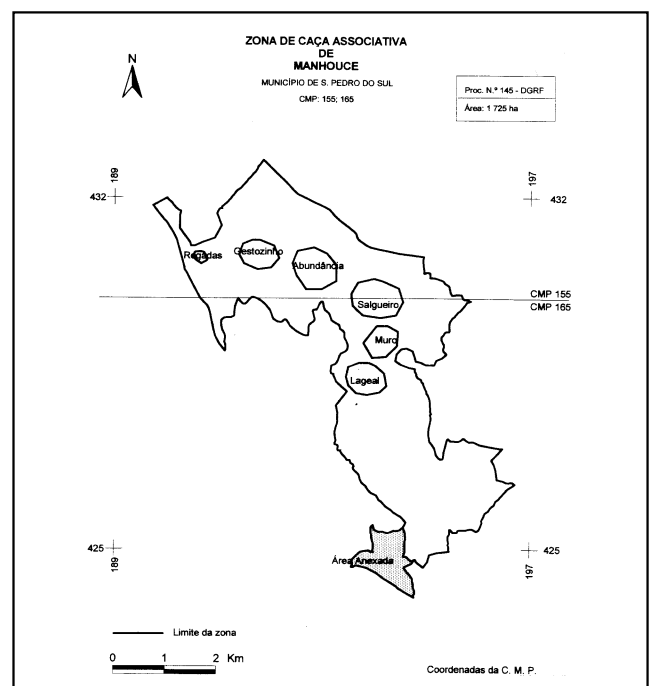 ZONA DE CAÇA ASSOCIATIVA
DE
MANHOUCE
MUNICÍPIO DE S. PEDRO DO SUL
CMP: 155; 165
N
Proc. N.º 145 - DGRF
Área: 1 725 ha
189
197
432
432
Regadas
Gestozinho
Abundância
Salgueiro
CMP 155
CMP 165
Muro
Lageal
425
425
189
197
Área Anexada
Limite da zona
0 1 2 Km
Coordenadas da C. M. P.